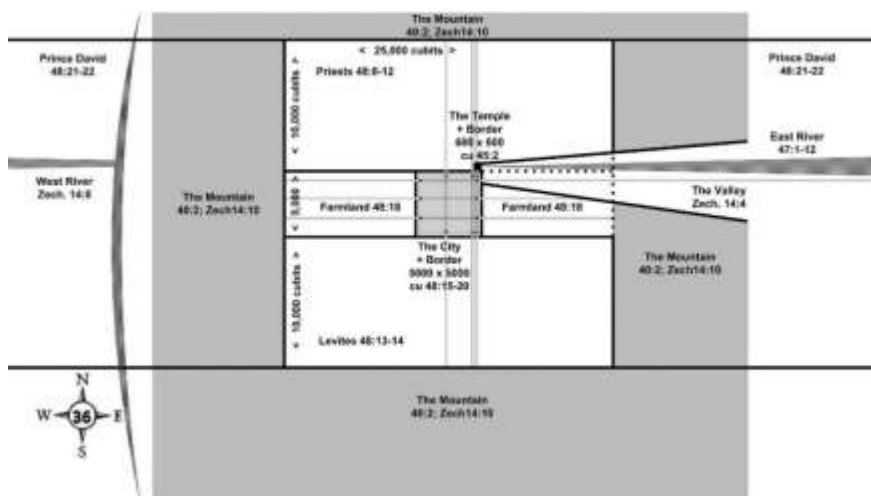 The Mountain
40:2; Zech14:10
Prince David
48:21-22
< 25,000 cubits >
Priests 48:8-12
< 10,000 cubits >
Prince David
48:21-22
The Temple
+ Border
600 x 600
cu 45:2
East River
47:1-12
West River
Zech. 14:8
The Mountain
40:2; Zech14:10
< 5,000 >
Farmland 48:18
Farmland 48:18
The Valley
Zech. 14:4
The City
+ Border
5000 x 5000
cu 48:15-20
The Mountain
40:2; Zech14:10
< 10,000 cubits >
Levites 48:13-14
The Mountain
40:2; Zech14:10
N
W 36 E
S